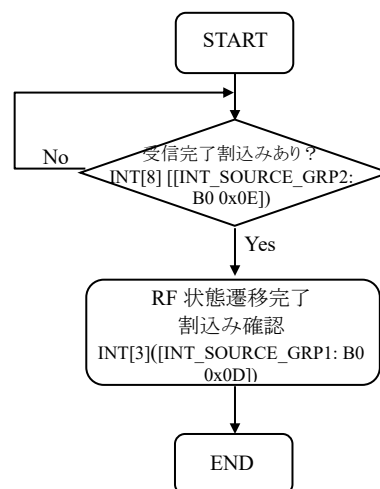 START
No
受信完了割込みあり？
INT[8] [[INT_SOURCE_GRP2:
B0 0x0E])
Yes
RF 状態遷移完了
割込み確認
INT[3]([INT_SOURCE_GRP1: B0
0x0D])
END